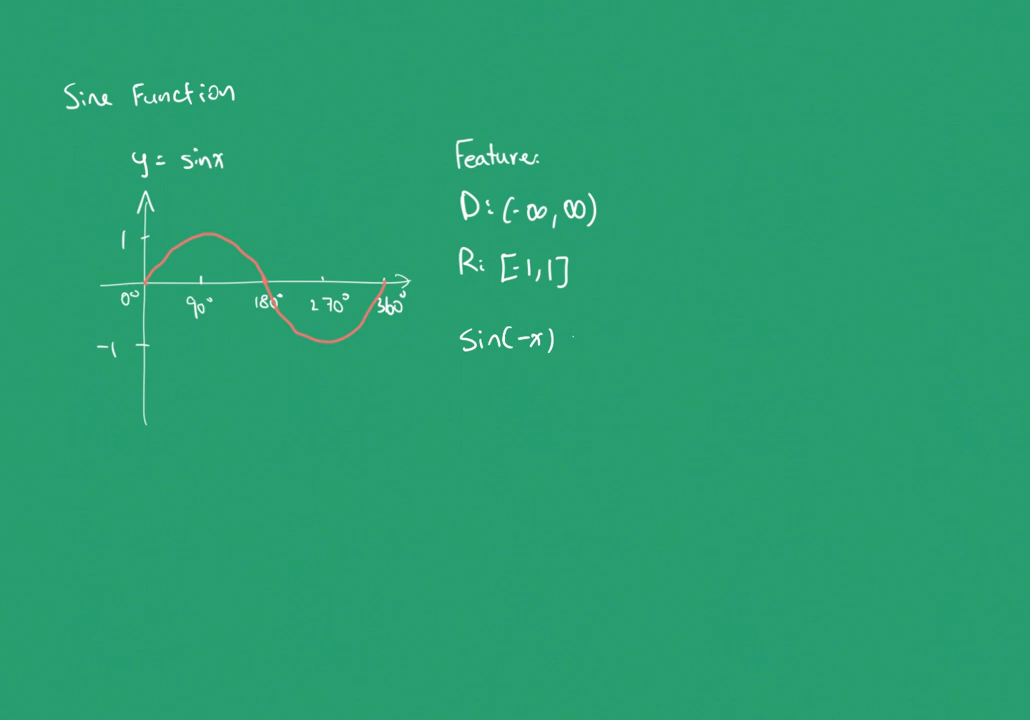 Sine Function
y = sinx
1
0° 90° 180° 270° 360°
-1
Feature:
D: (-∞, ∞)
R: [-1, 1]
Sin(-x)